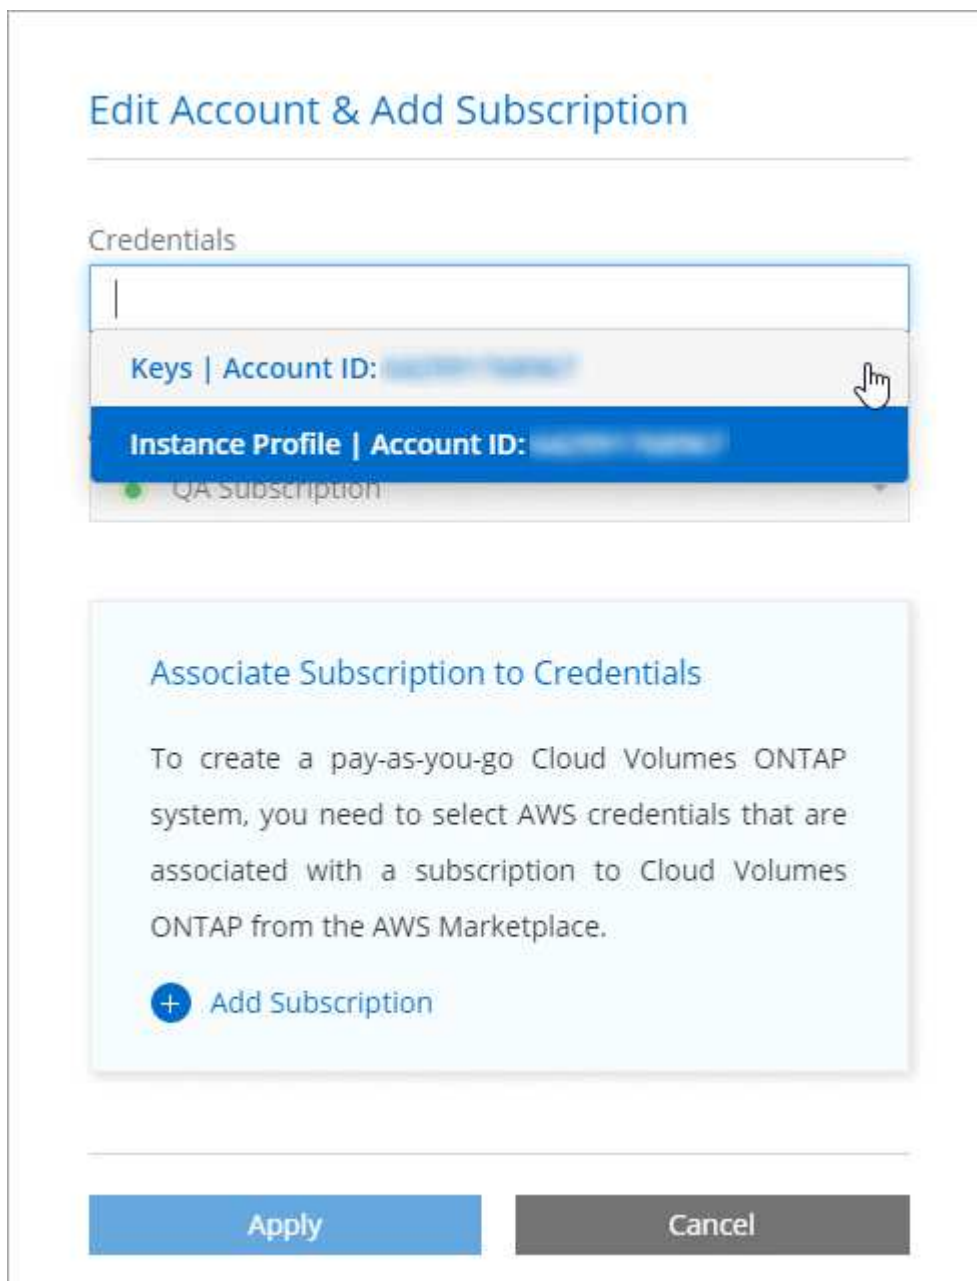 Edit Account & Add Subscription
Credentials
Keys | Account ID:
Instance Profile | Account ID:
QA Subscription
Associate Subscription to Credentials
To create a pay-as-you-go Cloud Volumes ONTAP
system, you need to select AWS credentials that are
associated with a subscription to Cloud Volumes
ONTAP from the AWS Marketplace.
Add Subscription
Apply
Cancel